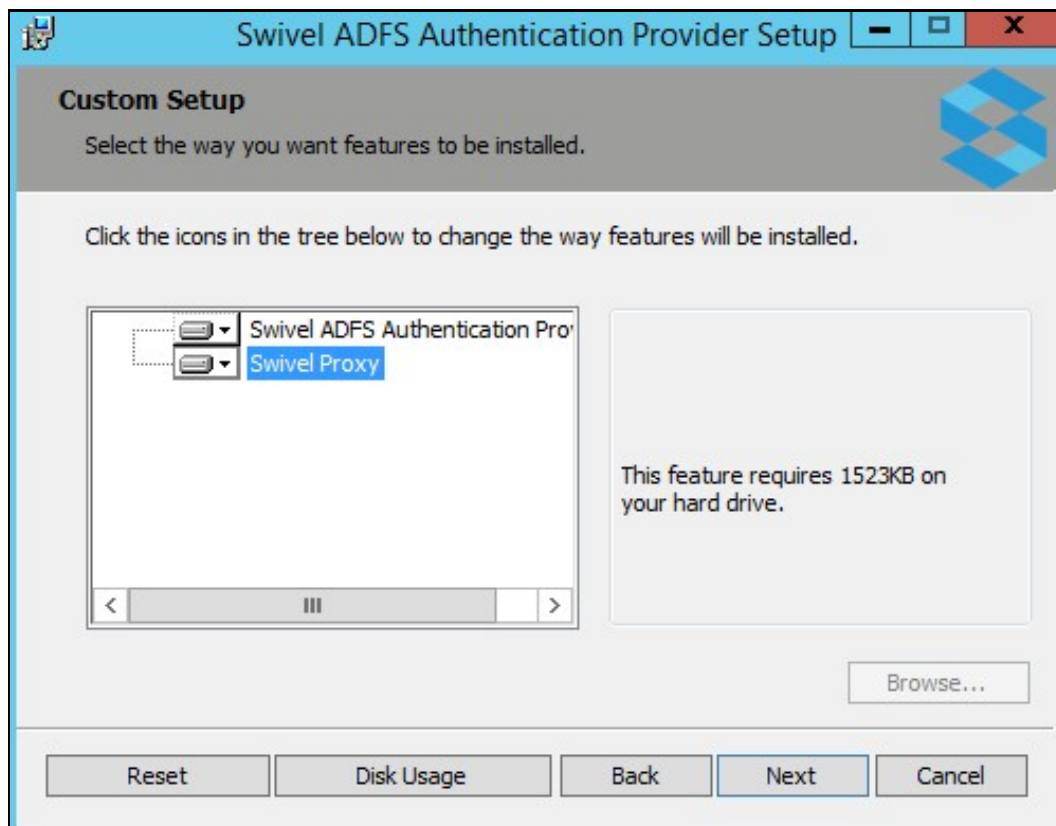 Swivel ADFS Authentication Provider Setup
Custom Setup
Select the way you want features to be installed.
Click the icons in the tree below to change the way features will be installed.
Swivel ADFS Authentication Pro
Swivel Proxy
This feature requires 1523KB on
your hard drive.
Browse...
Reset
Disk Usage
Back
Next
Cancel